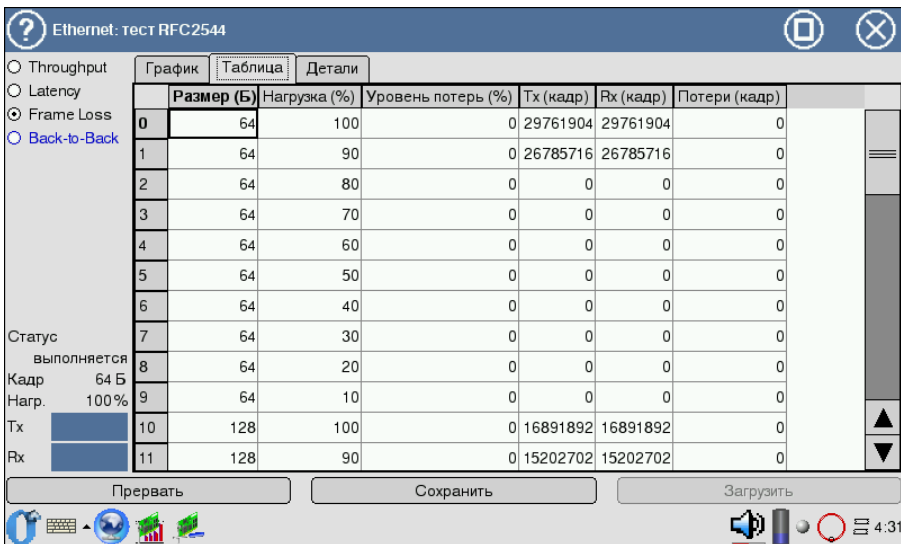 Ethernet: тест RFC2544
Throughput
Latency
Frame Loss
Back-to-Back
График Таблица Детали
Размер (Б) Нагрузка (%) Уровень потерь (%) Tx (кадр) Rx (кадр) Потери (кадр)
0 64 100 0 29761904 29761904 0
1 64 90 0 26785716 26785716 0
2 64 80 0 0 0 0
3 64 70 0 0 0 0
4 64 60 0 0 0 0
5 64 50 0 0 0 0
6 64 40 0 0 0 0
7 64 30 0 0 0 0
8 64 20 0 0 0 0
9 64 10 0 0 0 0
10 128 100 0 16891892 16891892 0
11 128 90 0 15202702 15202702 0
Статус
выполняется
Кадр 64 Б
Нагр. 100%
Tx
Rx
Прервать Сохранить Загрузить
4:31